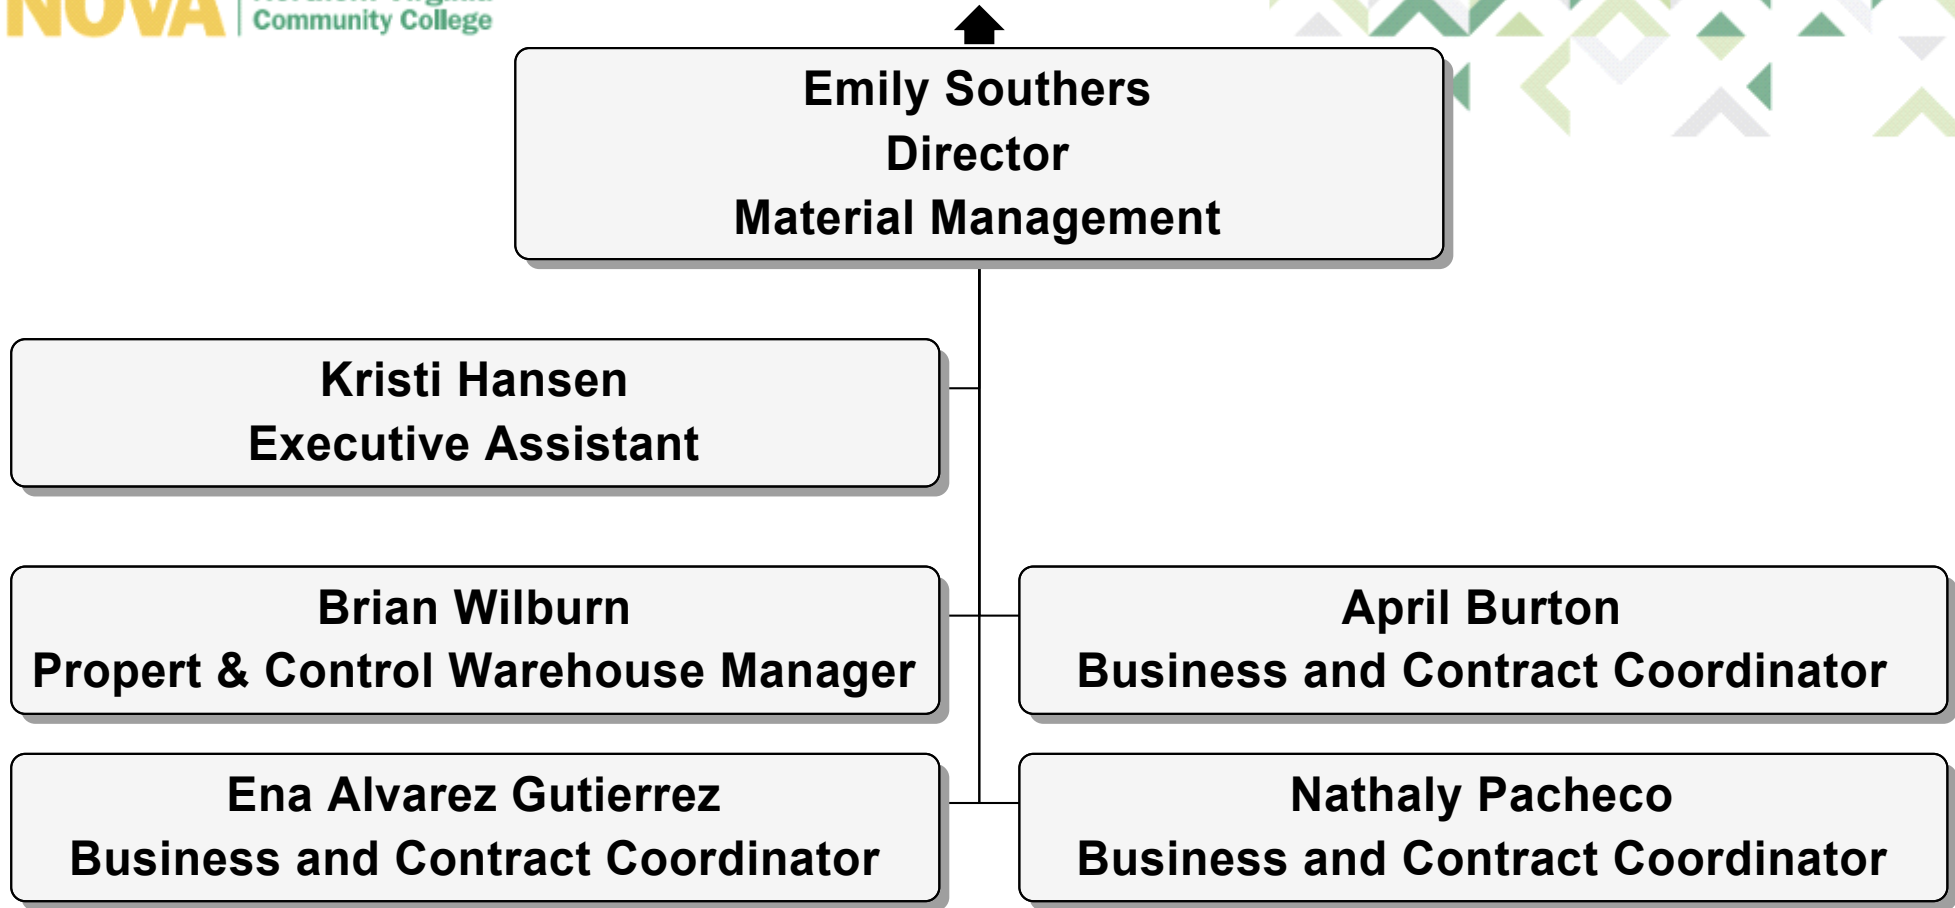 NOVA
Community College
Emily Southers
Director
Material Management
Kristi Hansen
Executive Assistant
Brian Wilburn
Propert & Control Warehouse Manager
April Burton
Business and Contract Coordinator
Ena Alvarez Gutierrez
Business and Contract Coordinator
Nathaly Pacheco
Business and Contract Coordinator